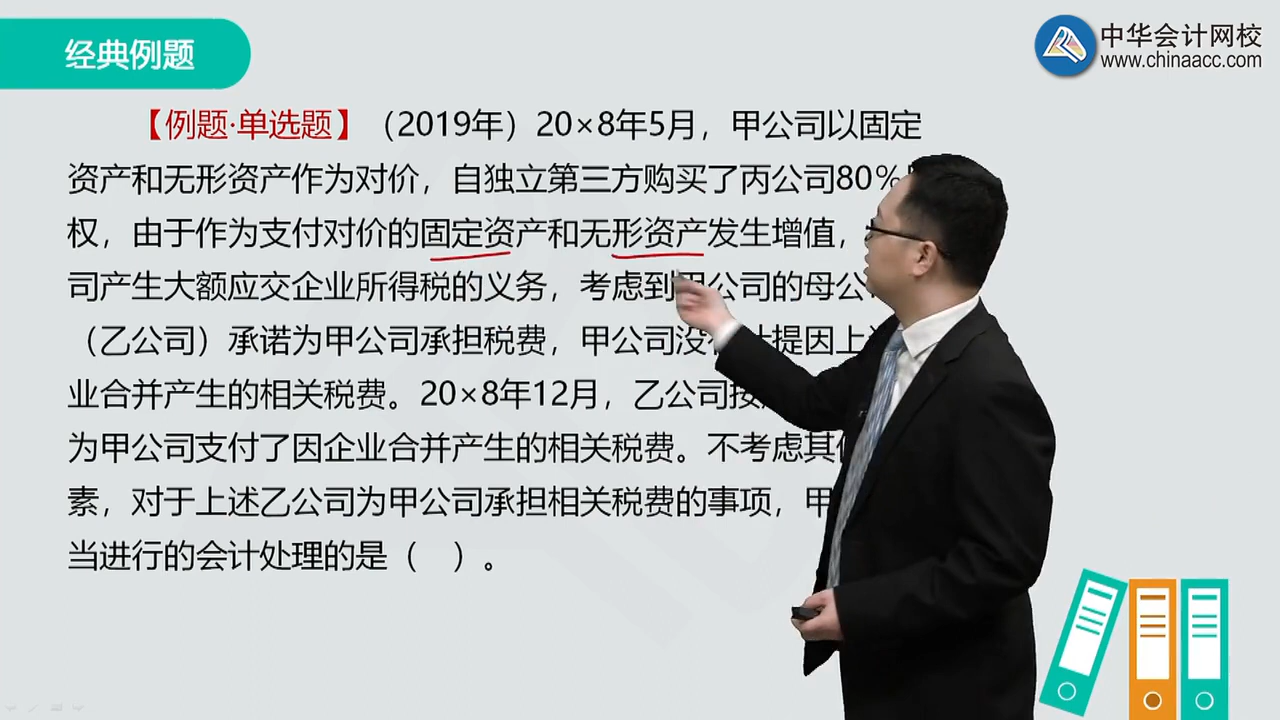 经典例题
中华会计网校
www.chinaacc.com
【例题·单选题】（2019年）20×8年5月，甲公司以固定
资产和无形资产作为对价，自独立第三方购买了丙公司80%
权，由于作为支付对价的固定资产和无形资产发生增值，
司产生大额应交企业所得税的义务，考虑到甲公司的母公
（乙公司）承诺为甲公司承担税费，甲公司没 提因上
业合并产生的相关税费。20×8年12月，乙公司按
为甲公司支付了因企业合并产生的相关税费。不考虑其
素，对于上述乙公司为甲公司承担相关税费的事项，甲
当进行的会计处理的是（ ）。